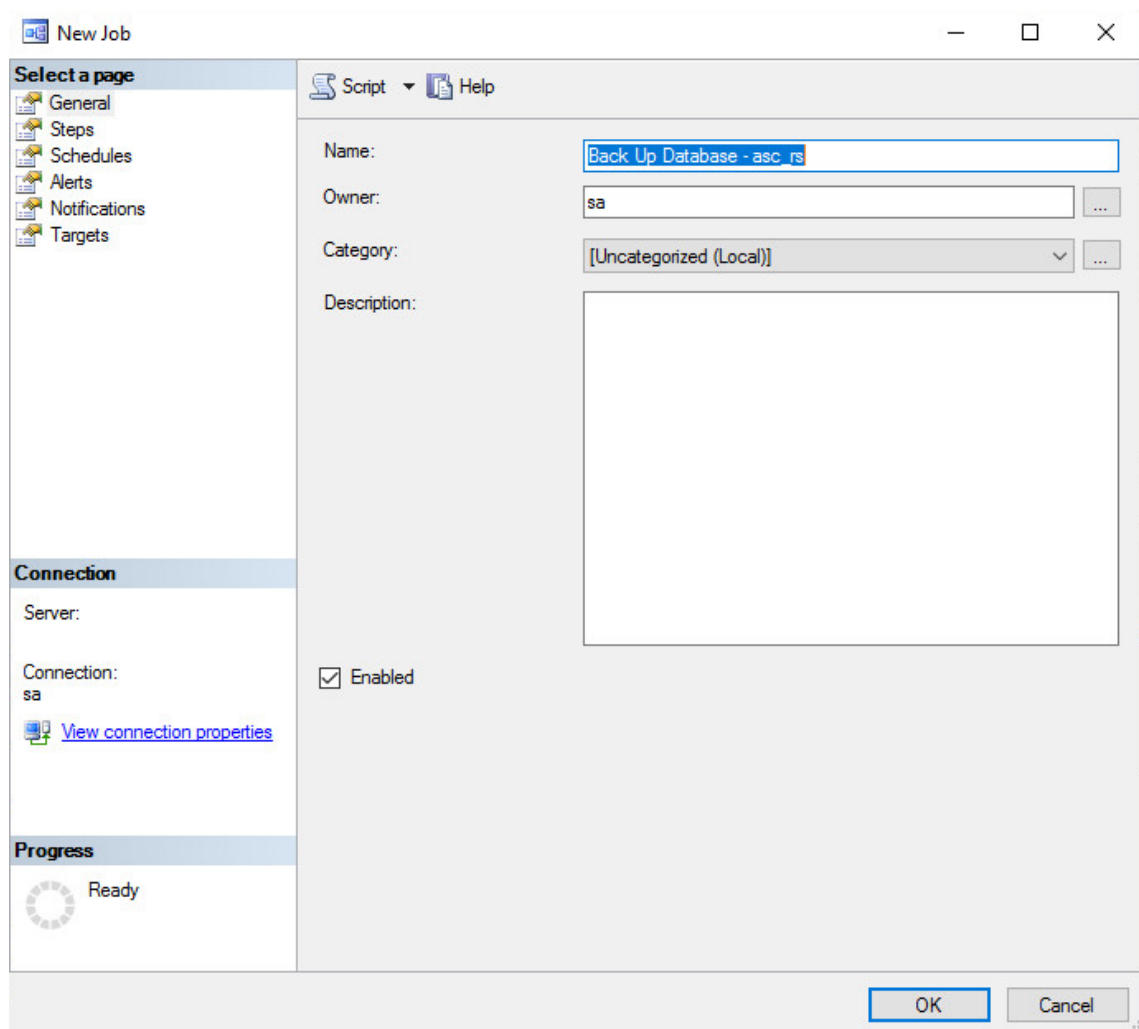 New Job
Select a page
General
Steps
Schedules
Alerts
Notifications
Targets
Script
Help
Name:
Back Up Database - asc_rs
Owner:
sa
...
Category:
[Uncategorized (Local)]
...
Description:
Enabled
Connection
Server:
Connection:
sa
View connection properties
Progress
Ready
OK
Cancel